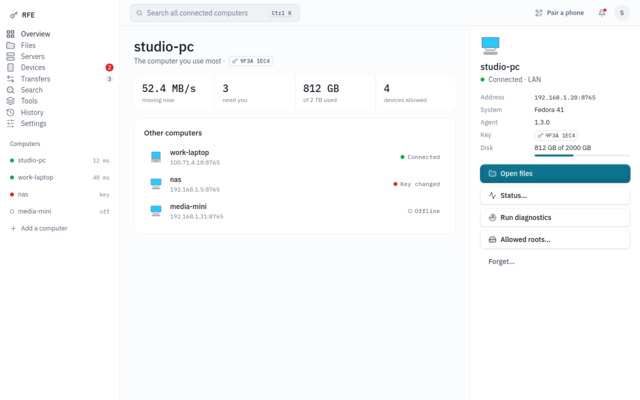 RFE
Search all connected computers
Ctrl K
Pair a phone
S
Overview
Files
Servers
Devices
2
Transfers
3
Search
Tools
History
Settings
Computers
studio-pc
12 ms
work-laptop
48 ms
nas
key
media-mini
off
Add a computer
studio-pc
The computer you use most · 9F3A 1EC4
52.4 MB/s
moving now
3
need you
812 GB
of 2 TB used
4
devices allowed
Other computers
work-laptop
100.71.4.18:8765
Connected
nas
192.168.1.5:8765
Key changed
media-mini
192.168.1.31:8765
Offline
studio-pc
Connected · LAN
Address 192.168.1.20:8765
System Fedora 41
Agent 1.3.0
Key 9F3A 1EC4
Disk 812 GB of 2000 GB
Open files
Status...
Run diagnostics
Allowed roots...
Forget...